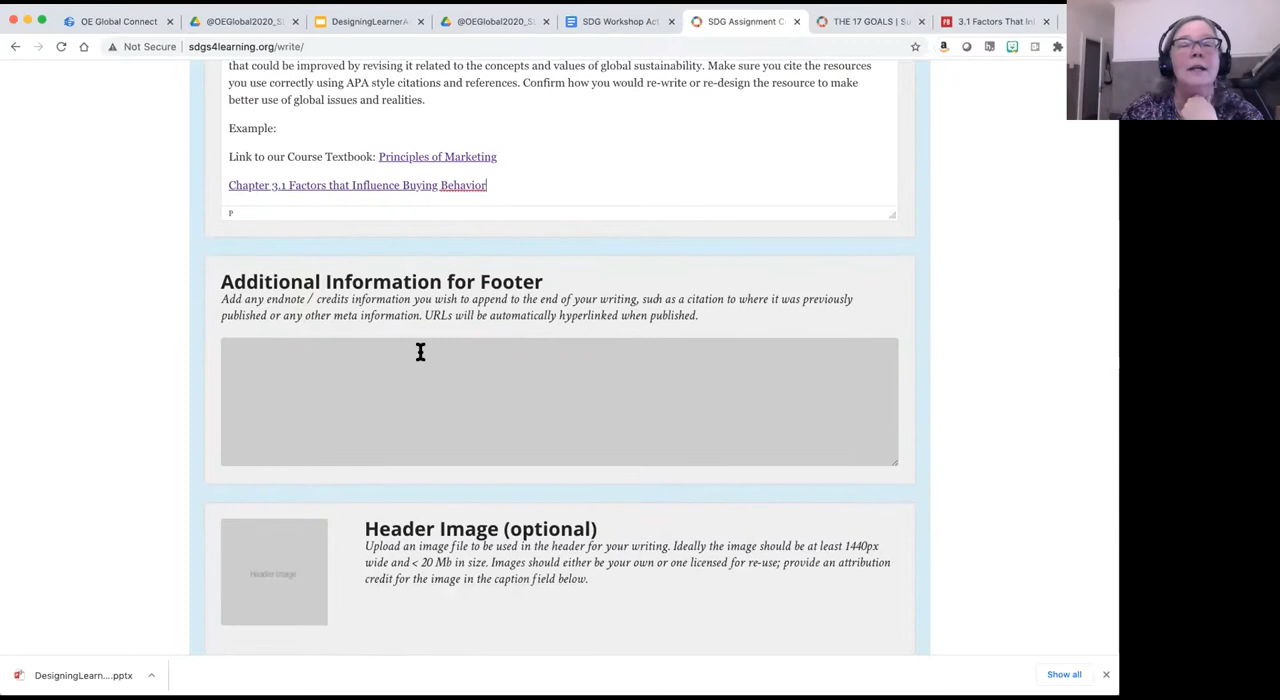 OE Global Connect
@OEGlobal2020_SD
DesigningLearnerA
@OEGlobal2020_SD
SDG Workshop Act
SDG Assignment C
THE 17 GOALS | Su
3.1 Factors That In
Not Secure
sdgs4learning.org/write/
that could be improved by revising it related to the concepts and values of global sustainability. Make sure you cite the resources
you use correctly using APA style citations and references. Confirm how you would re-write or re-design the resource to make
better use of global issues and realities.
Example:
Link to our Course Textbook: Principles of Marketing
Chapter 3.1 Factors that Influence Buying Behavior
P
Additional Information for Footer
Add any endnote / credits information you wish to append to the end of your writing, such as a citation to where it was previously
published or any other meta information. URLs will be automatically hyperlinked when published.
Header Image (optional)
Upload an image file to be used in the header for your writing. Ideally the image should be at least 1440px
wide and < 20 Mb in size. Images should either be your own or one licensed for re-use; provide an attribution
credit for the image in the caption field below.
Header Image
DesigningLearn....pptx
Show all